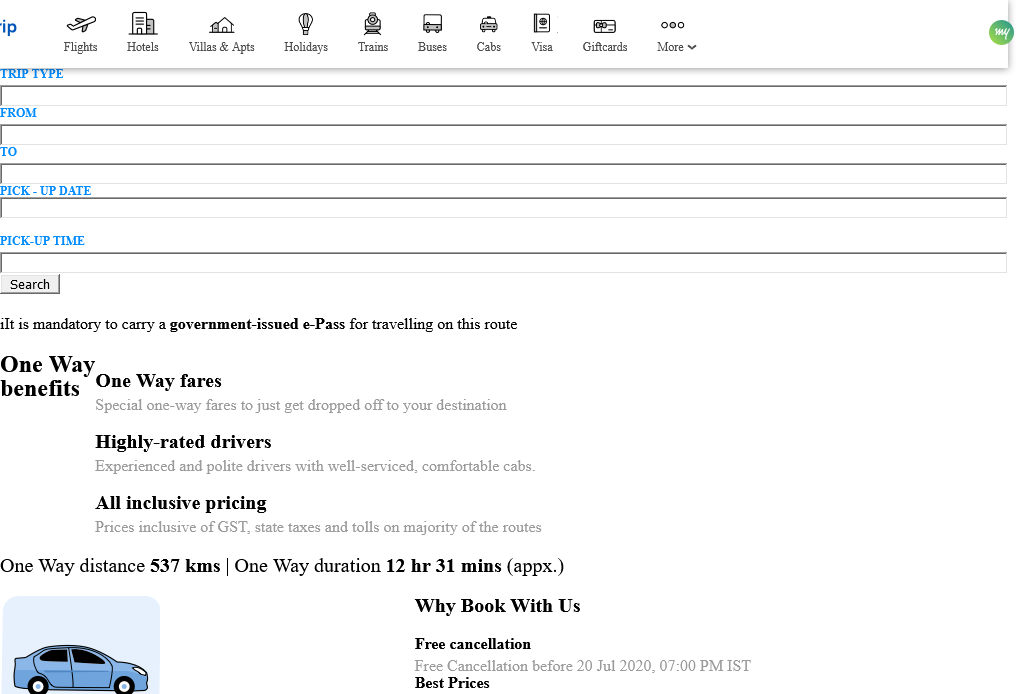 rip
Flights Hotels Villas & Apts Holidays Trains Buses Cabs Visa Giftcards More
my
TRIP TYPE
FROM
TO
PICK - UP DATE
PICK-UP TIME
Search
iIt is mandatory to carry a government-issued e-Pass for travelling on this route
One Way
benefits
One Way fares
Special one-way fares to just get dropped off to your destination
Highly-rated drivers
Experienced and polite drivers with well-serviced, comfortable cabs.
All inclusive pricing
Prices inclusive of GST, state taxes and tolls on majority of the routes
One Way distance 537 kms | One Way duration 12 hr 31 mins (appx.)
Why Book With Us
Free cancellation
Free Cancellation before 20 Jul 2020, 07:00 PM IST
Best Prices